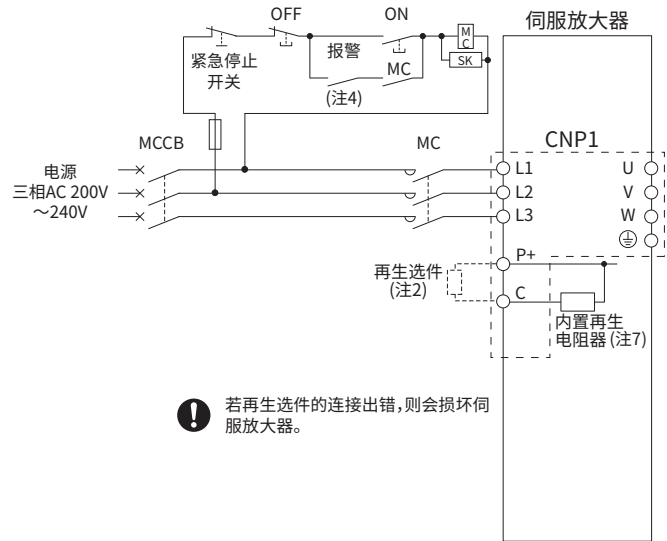 OFF
ON
伺服放大器
紧急停止
开关
报警
M
C
SK
MC
(注4)
MCCB
MC
CNP1
电源
三相AC 200V
～240V
L1
U
L2
V
L3
W
再生选件
(注2)
P+
C
内置再生
电阻器(注7)
若再生选件的连接出错,则会损坏伺
服放大器。